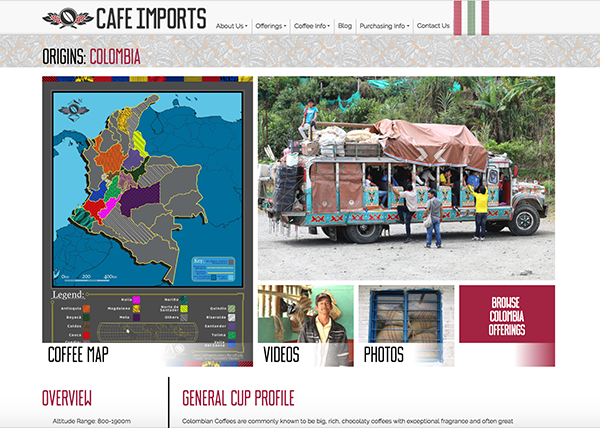 CAFE IMPORTS
About Us Offerings Coffee Info Blog Purchasing Info Contact Us
ORIGINS: COLOMBIA
Key:
0km 200 400km
Legend:
Antioquia
Boyacá
Caldas
Cauca
Huila
Magdalena
Meta
Nariño
Norte de Santander
Others
Quindío
Risaralda
Santander
Tolima
Valle del Cauca
COFFEE MAP
VIDEOS
PHOTOS
BROWSE
COLOMBIA
OFFERINGS
OVERVIEW
GENERAL CUP PROFILE
Altitude Range: 800-1900m
Colombian Coffees are commonly known to be big, rich, chocolaty coffees with exceptional fragrance and often great